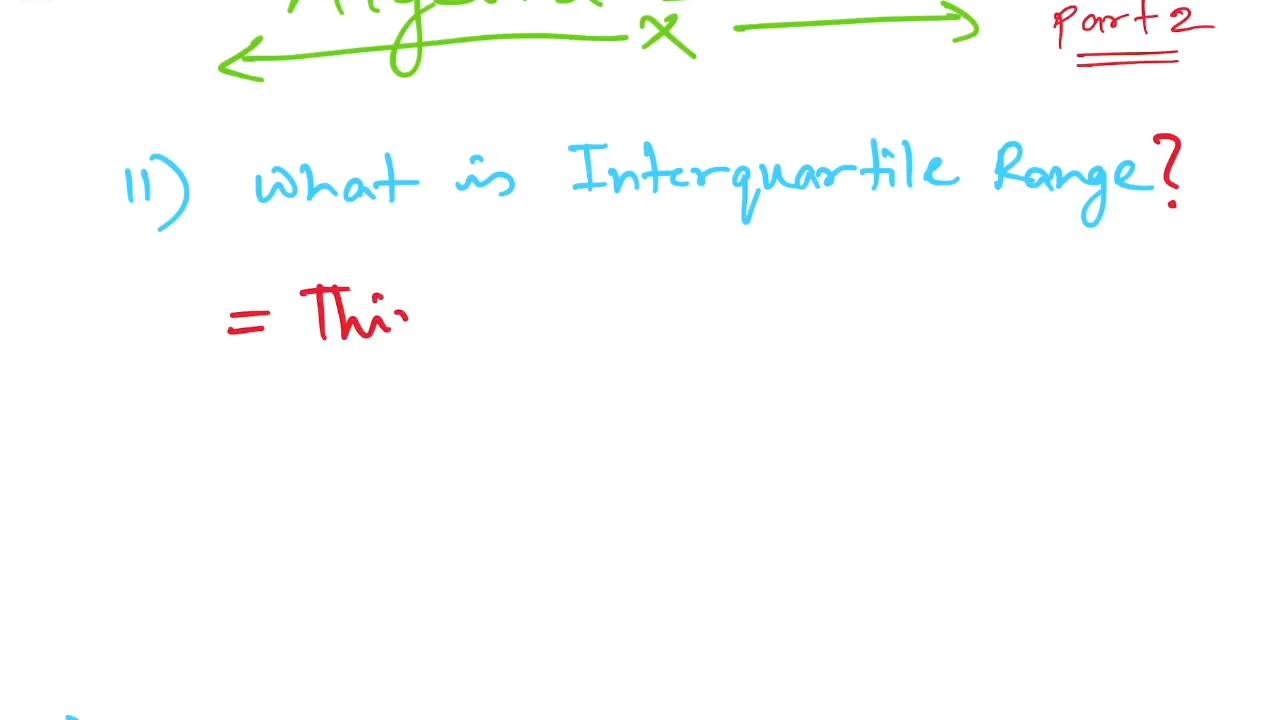 Part 2
11) What is Interquartile Range?
= Thi